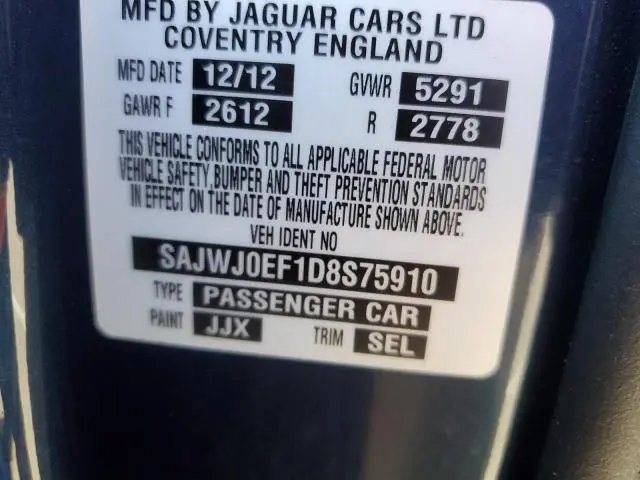 MFD BY JAGUAR CARS LTD
COVENTRY ENGLAND
MFD DATE 12/12 GVWR 5291
GAWR F 2612 R 2778
THIS VEHICLE CONFORMS TO ALL APPLICABLE FEDERAL MOTOR
VEHICLE SAFETY, BUMPER AND THEFT PREVENTION STANDARDS
IN EFFECT ON THE DATE OF MANUFACTURE SHOWN ABOVE.
VEH IDENT NO
SAJWJ0EF1D8S75910
TYPE PASSENGER CAR
PAINT JJX TRIM SEL